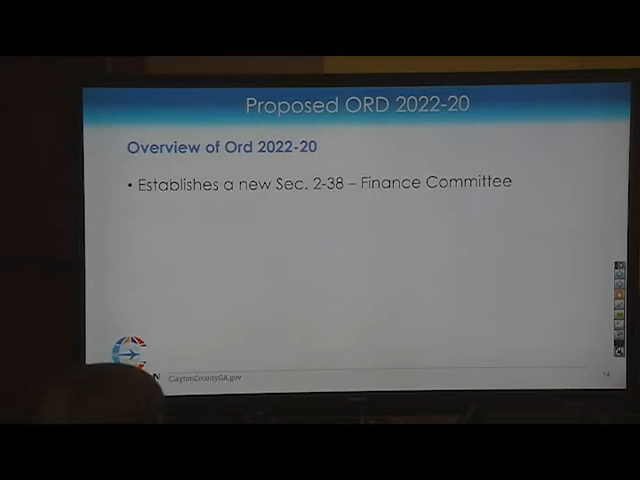 Proposed ORD 2022-20
Overview of Ord 2022-20
• Establishes a new Sec. 2-38 – Finance Committee
N
ClaytonCountyGA.gov
14